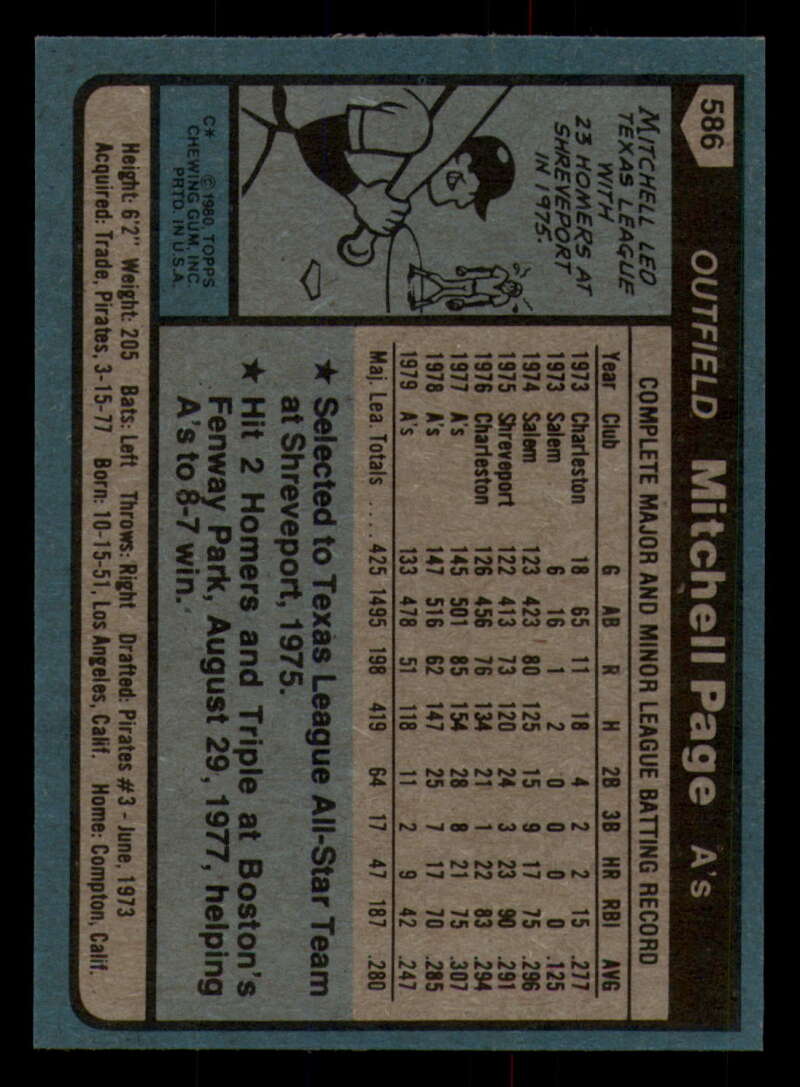 586 OUTFIELD Mitchell Page A's
MITCHELL LED
TEXAS LEAGUE
WITH
23 HOMERS AT
SHREVEPORT
IN 1975.
C* © 1980 TOPPS
CHEWING GUM, INC.
PRTD. IN U.S.A.
COMPLETE MAJOR AND MINOR LEAGUE BATTING RECORD
Year Club G AB R H 2B 3B HR RBI AVG
1973 Charleston 18 65 11 18 4 2 2 15 .277
1973 Salem 6 16 1 2 0 0 0 0 .125
1974 Salem 123 423 80 125 15 9 17 75 .296
1975 Shreveport 122 413 73 120 24 3 23 90 .291
1976 Charleston 126 456 76 134 21 1 22 83 .294
1977 A's 145 501 85 154 28 8 21 75 .307
1978 A's 147 516 62 147 25 7 17 70 .285
1979 A's 133 478 51 118 11 2 9 42 .247
Maj. Lea. Totals .... 425 1495 198 419 64 17 47 187 .280
★ Selected to Texas League All-Star Team
at Shreveport, 1975.
★ Hit 2 Homers and Triple at Boston's
Fenway Park, August 29, 1977, helping
A's to 8-7 win.
Height: 6'2" Weight: 205 Bats: Left Throws: Right Drafted: Pirates #3 - June, 1973
Acquired: Trade, Pirates, 3-15-77 Born: 10-15-51, Los Angeles, Calif. Home: Compton, Calif.